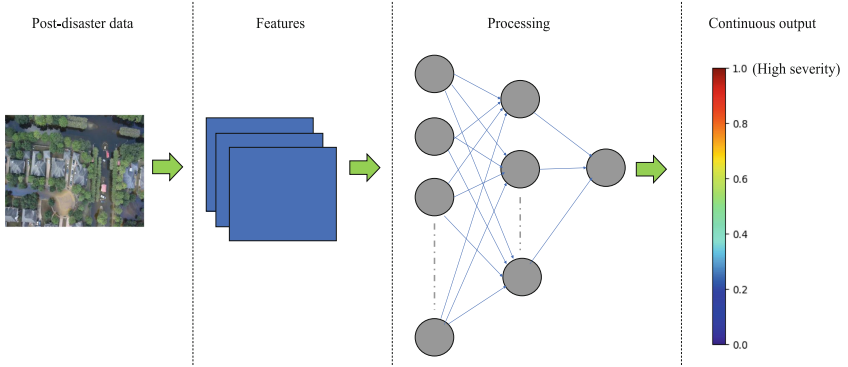 Post-disaster data
Features
Processing
Continuous output
1.0 (High severity)
0.8
0.6
0.4
0.2
0.0